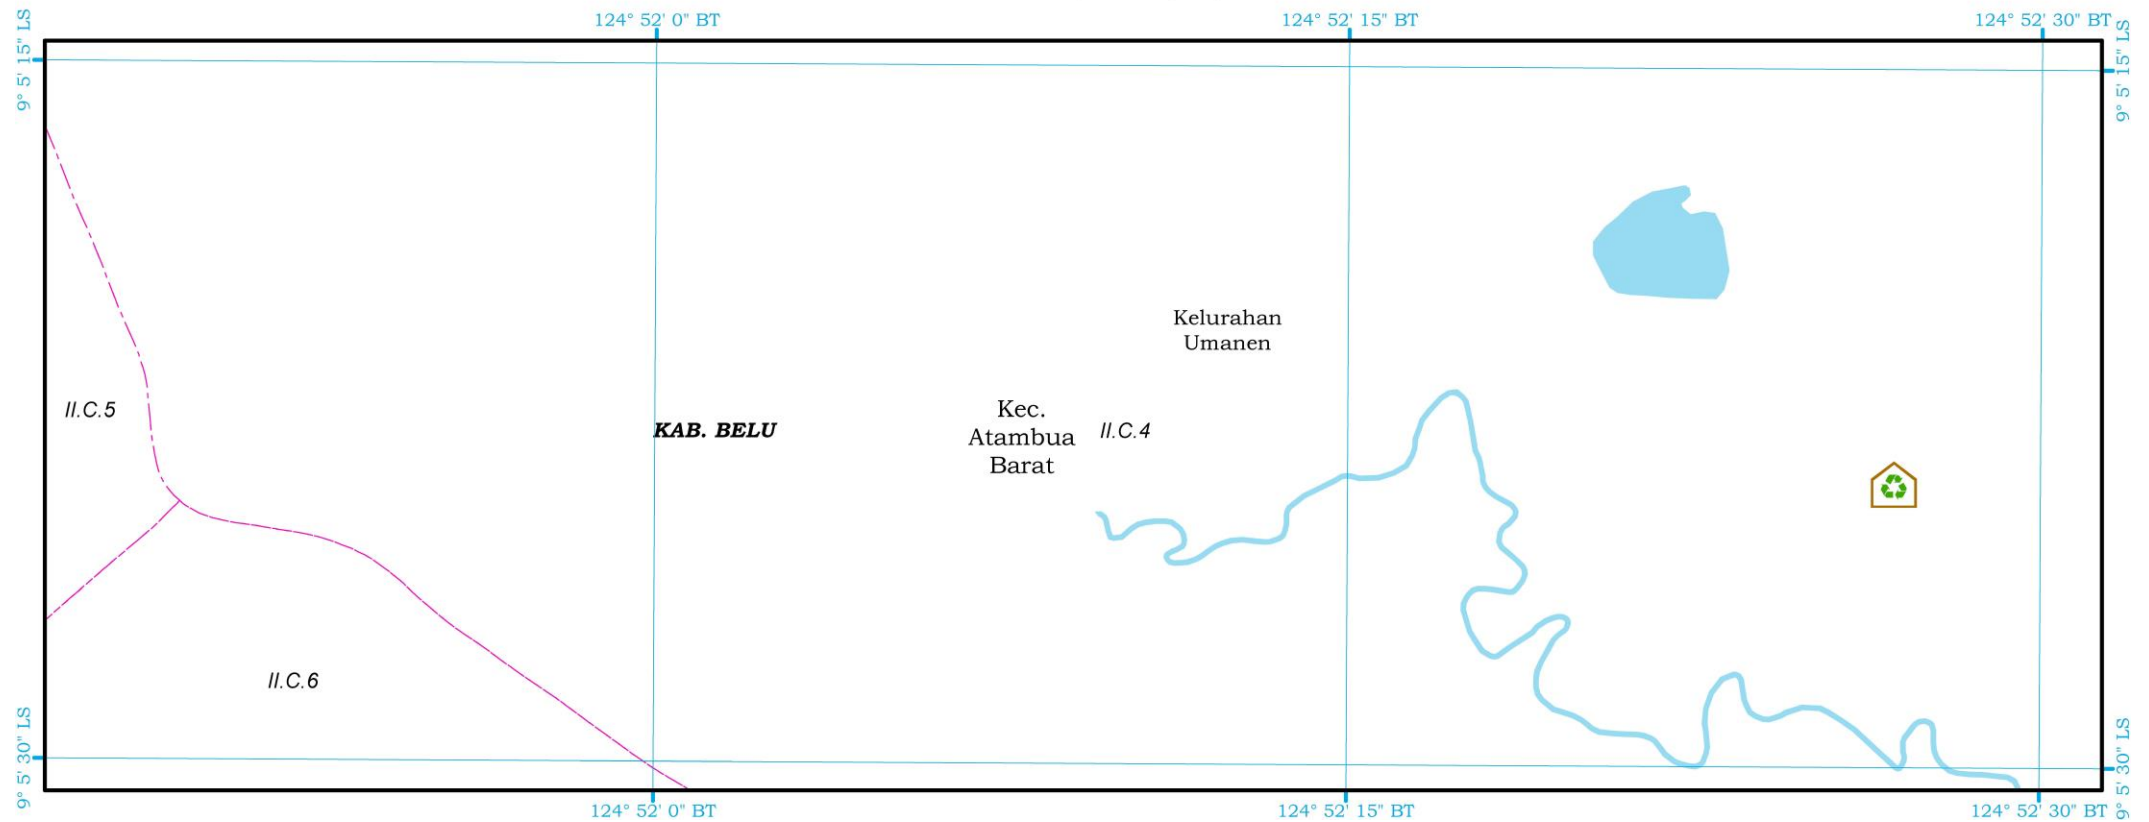 124° 52' 0" BT
124° 52' 15" BT
124° 52' 30" BT
9° 5' 15" LS
9° 5' 15" LS
Kelurahan
Umanen
II.C.5
KAB. BELU
Kec.
Atambua
Barat
II.C.4
II.C.6
9° 5' 30" LS
9° 5' 30" LS
124° 52' 0" BT
124° 52' 15" BT
124° 52' 30" BT